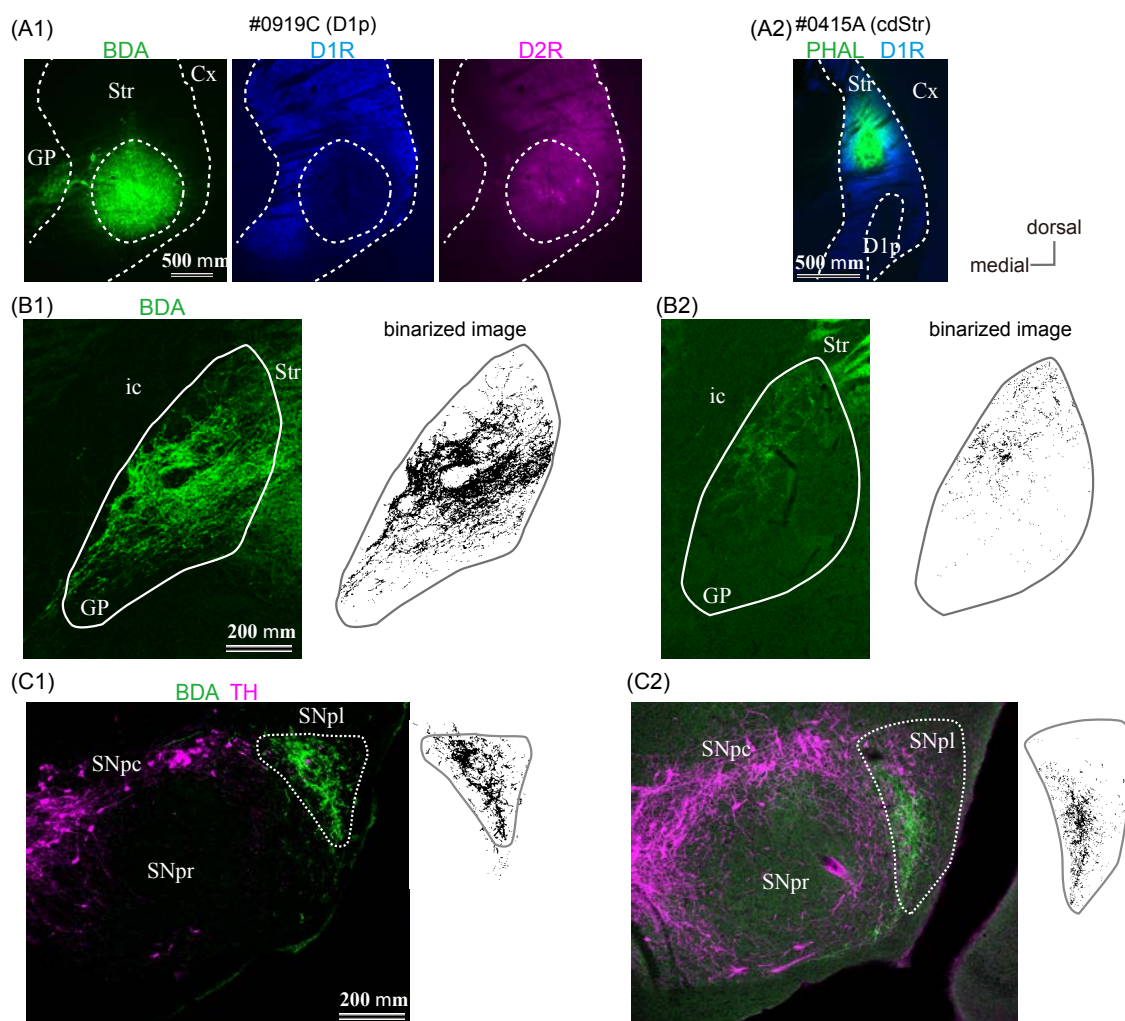 (A1)
#0919C (D1p)
BDA
D1R
D2R
Str
Cx
GP
500 mm
(A2)
#0415A (cdStr)
PHAL D1R
Str
Cx
D1p
500 mm
dorsal
medial
(B1)
BDA
binarized image
ic
Str
GP
200 mm
(B2)
binarized image
Str
ic
GP
(C1)
BDA TH
SNpl
SNpc
SNpr
200 mm
(C2)
SNpc
SNpl
SNpr